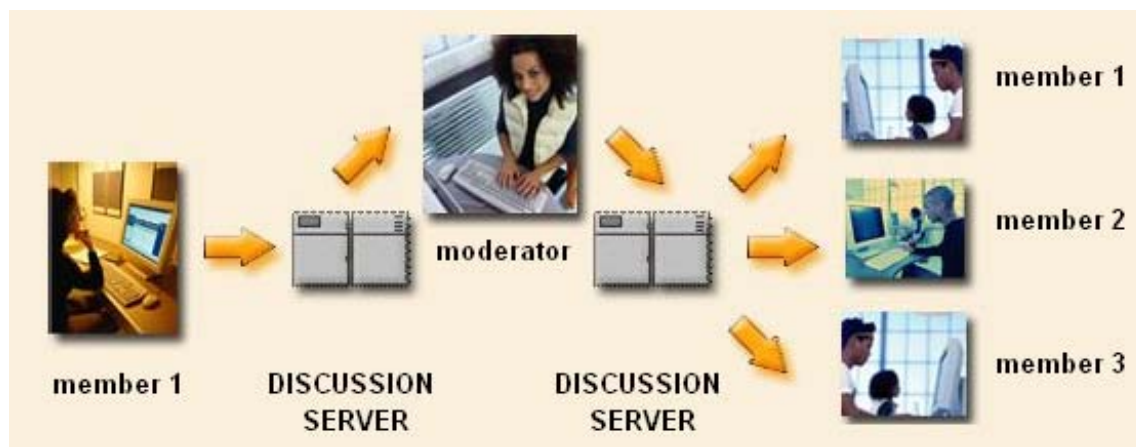 member 1
DISCUSSION
SERVER
moderator
DISCUSSION
SERVER
member 1
member 2
member 3